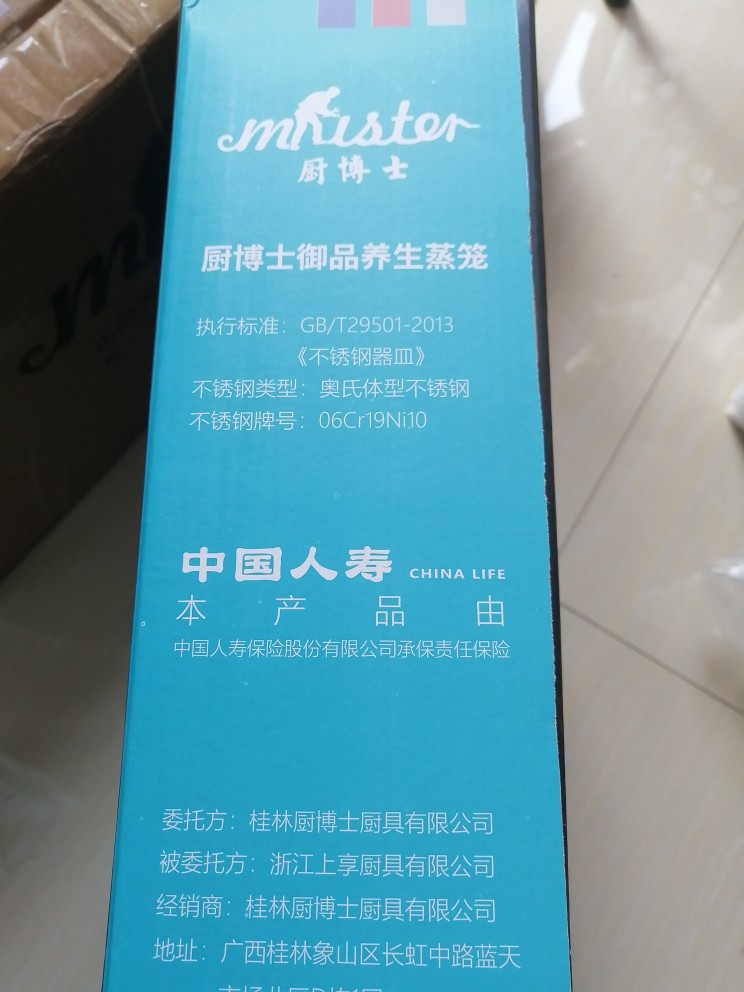 mrister
厨博士
厨博士御品养生蒸笼
执行标准：GB/T29501-2013
《不锈钢器皿》
不锈钢类型：奥氏体型不锈钢
不锈钢牌号：06Cr19Ni10
中国人寿 CHINA LIFE
本产品由
中国人寿保险股份有限公司承保责任保险
委托方：桂林厨博士厨具有限公司
被委托方：浙江上享厨具有限公司
经销商：桂林厨博士厨具有限公司
地址：广西桂林象山区长虹中路蓝天